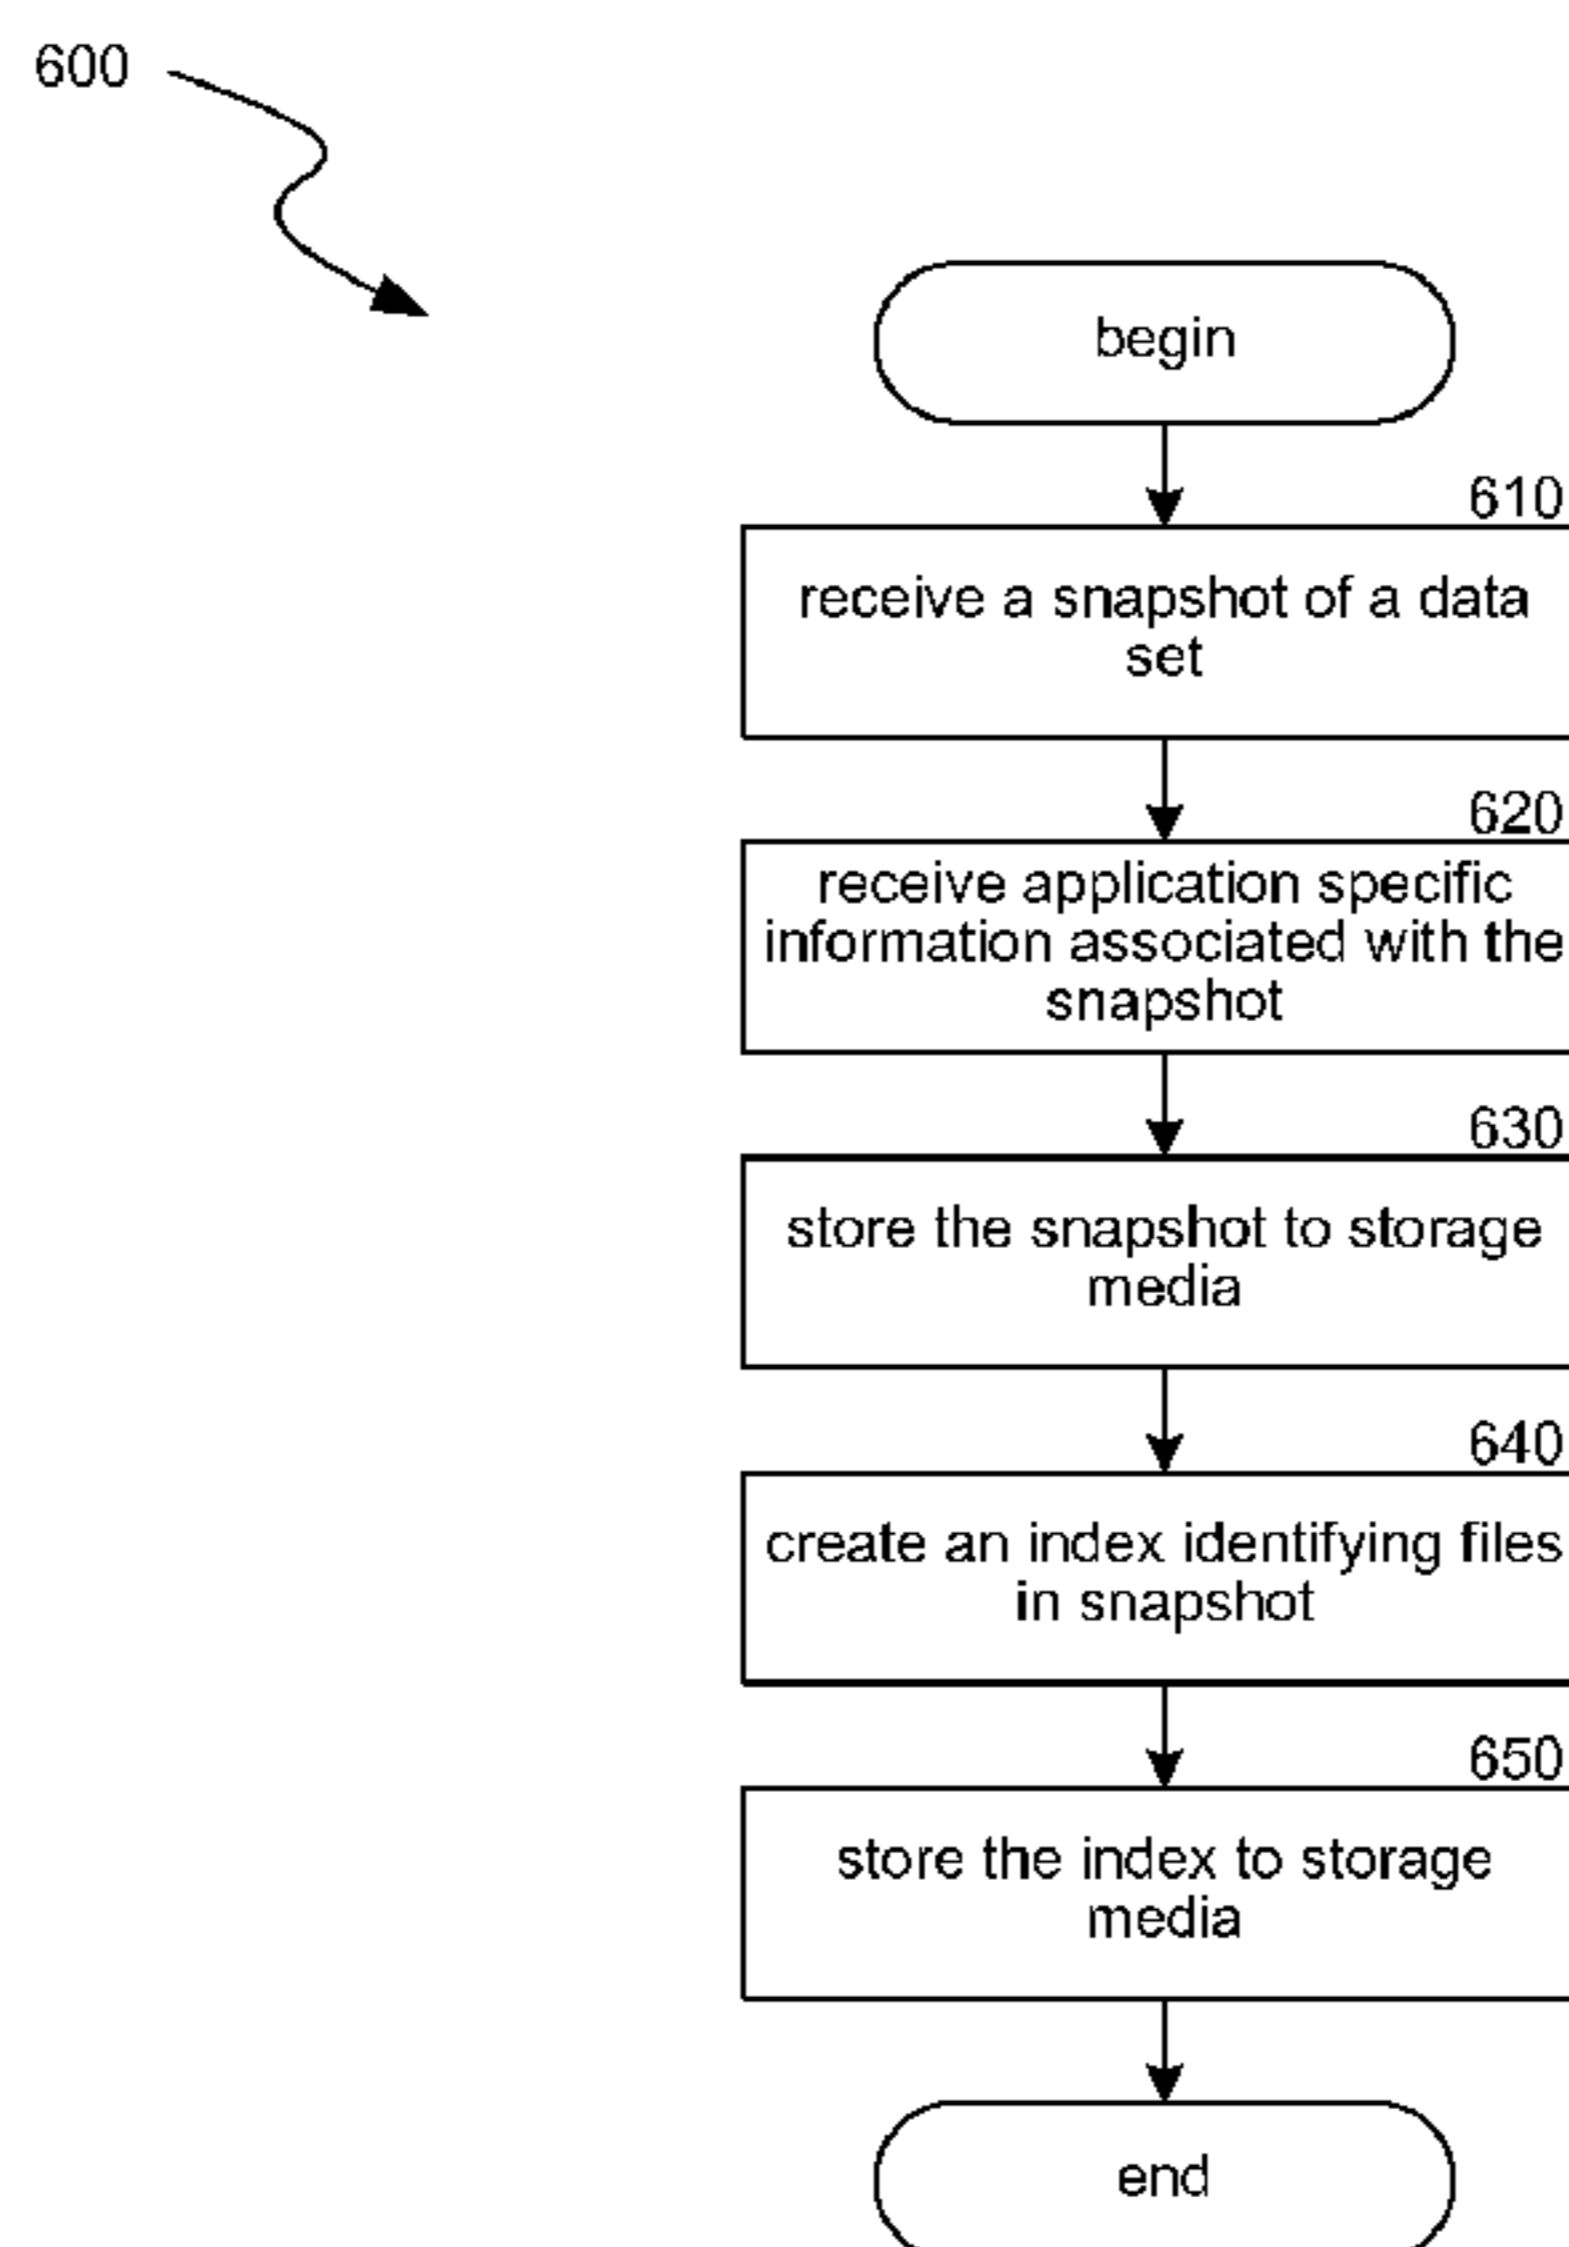 600
begin
610
receive a snapshot of a data
set
620
receive application specific
information associated with the
snapshot
630
store the snapshot to storage
media
640
create an index identifying files
in snapshot
650
store the index to storage
media
end